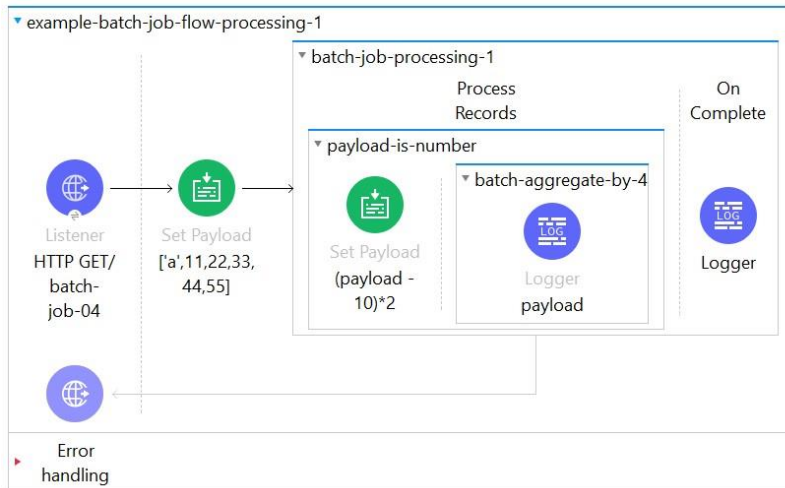 example-batch-job-flow-processing-1
batch-job-processing-1
Process
Records
On
Complete
payload-is-number
batch-aggregate-by-4
Listener
HTTP GET/
batch-
job-04
Set Payload
['a',11,22,33,
44,55]
Set Payload
(payload -
10)*2
LOG
Logger
payload
LOG
Logger
Error
handling